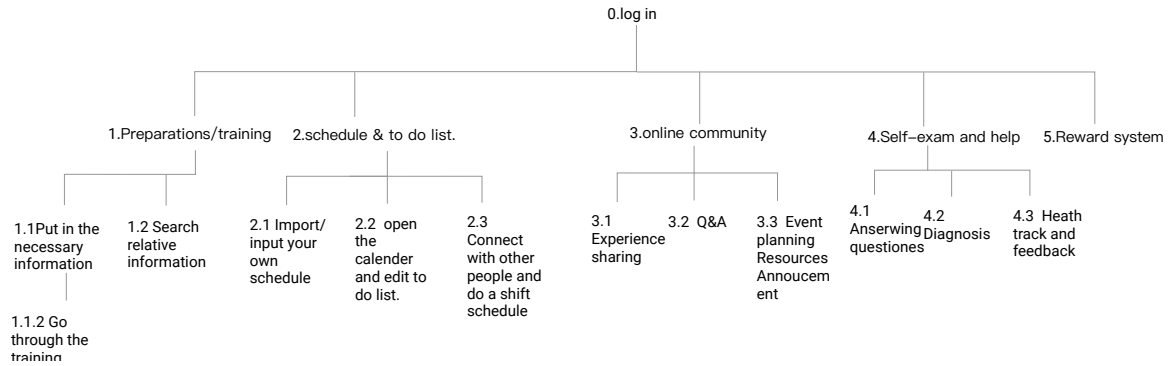 0.log in
1.Preparations/training
2.schedule & to do list.
3.online community
4.Self-exam and help
5.Reward system
1.1Put in the
necessary
information
1.2 Search
relative
information
2.1 Import/
input your
own
schedule
2.2 open
the
calender
and edit to
do list.
2.3
Connect
with other
people and
do a shift
schedule
3.1
Experience
sharing
3.2 Q&A
3.3 Event
planning
Resources
Annoucem
ent
4.1
Anserwing
questiones
4.2
Diagnosis
4.3 Heath
track and
feedback
1.1.2 Go
through the
training